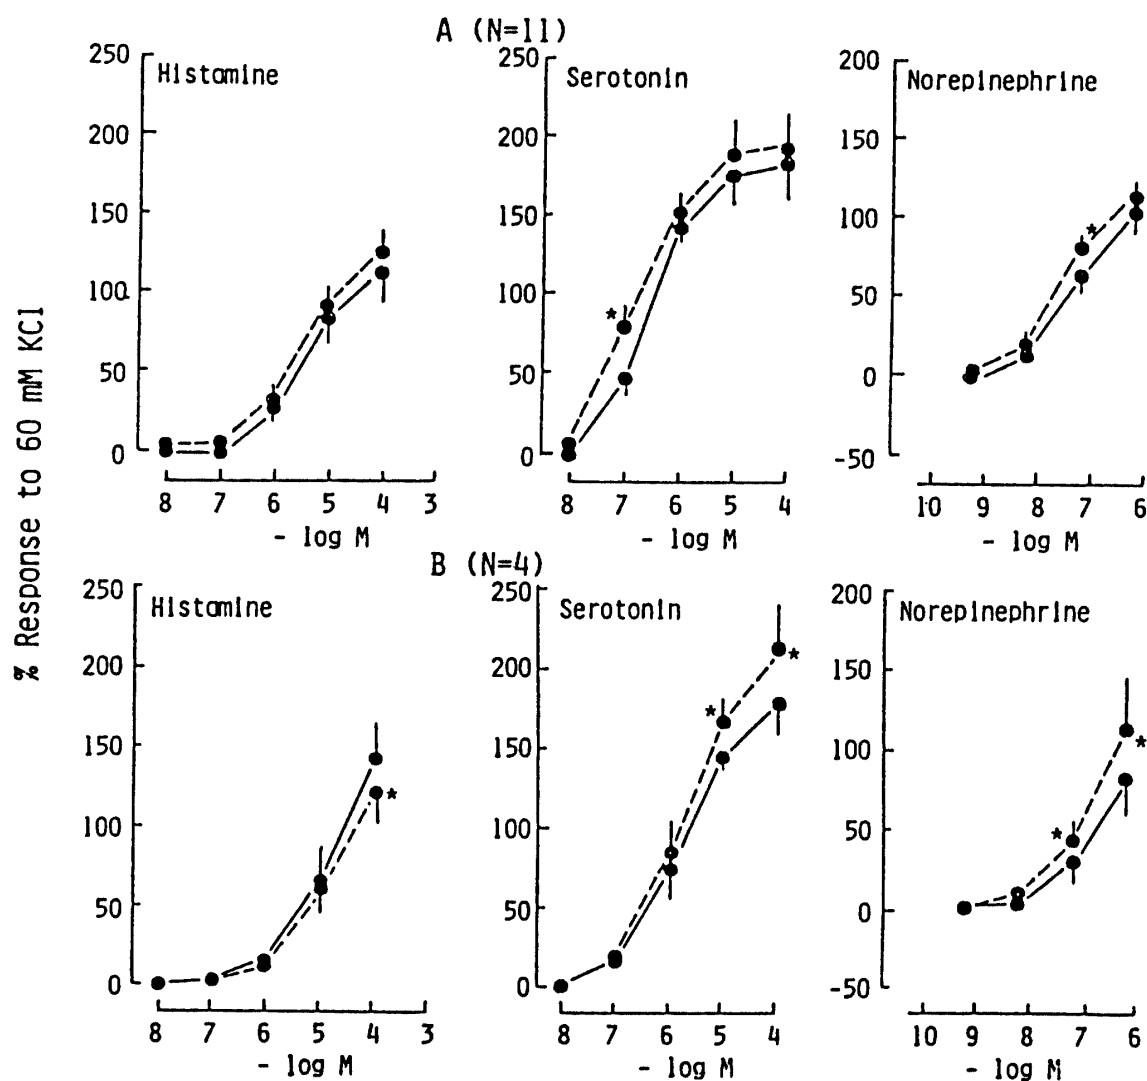 A (N=11)
Histamine
250
200
150
100
50
0
8 7 6 5 4 3
- log M
Serotonin
250
200
150
100
50
0
8 7 6 5 4
- log M
Norepinephrine
200
150
100
50
0
-50
10 9 8 7 6
- log M
% Response to 60 mM KCl
B (N=4)
Histamine
250
200
150
100
50
0
8 7 6 5 4 3
- log M
Serotonin
250
200
150
100
50
0
8 7 6 5 4
- log M
Norepinephrine
200
150
100
50
0
-50
10 9 8 7 6
- log M